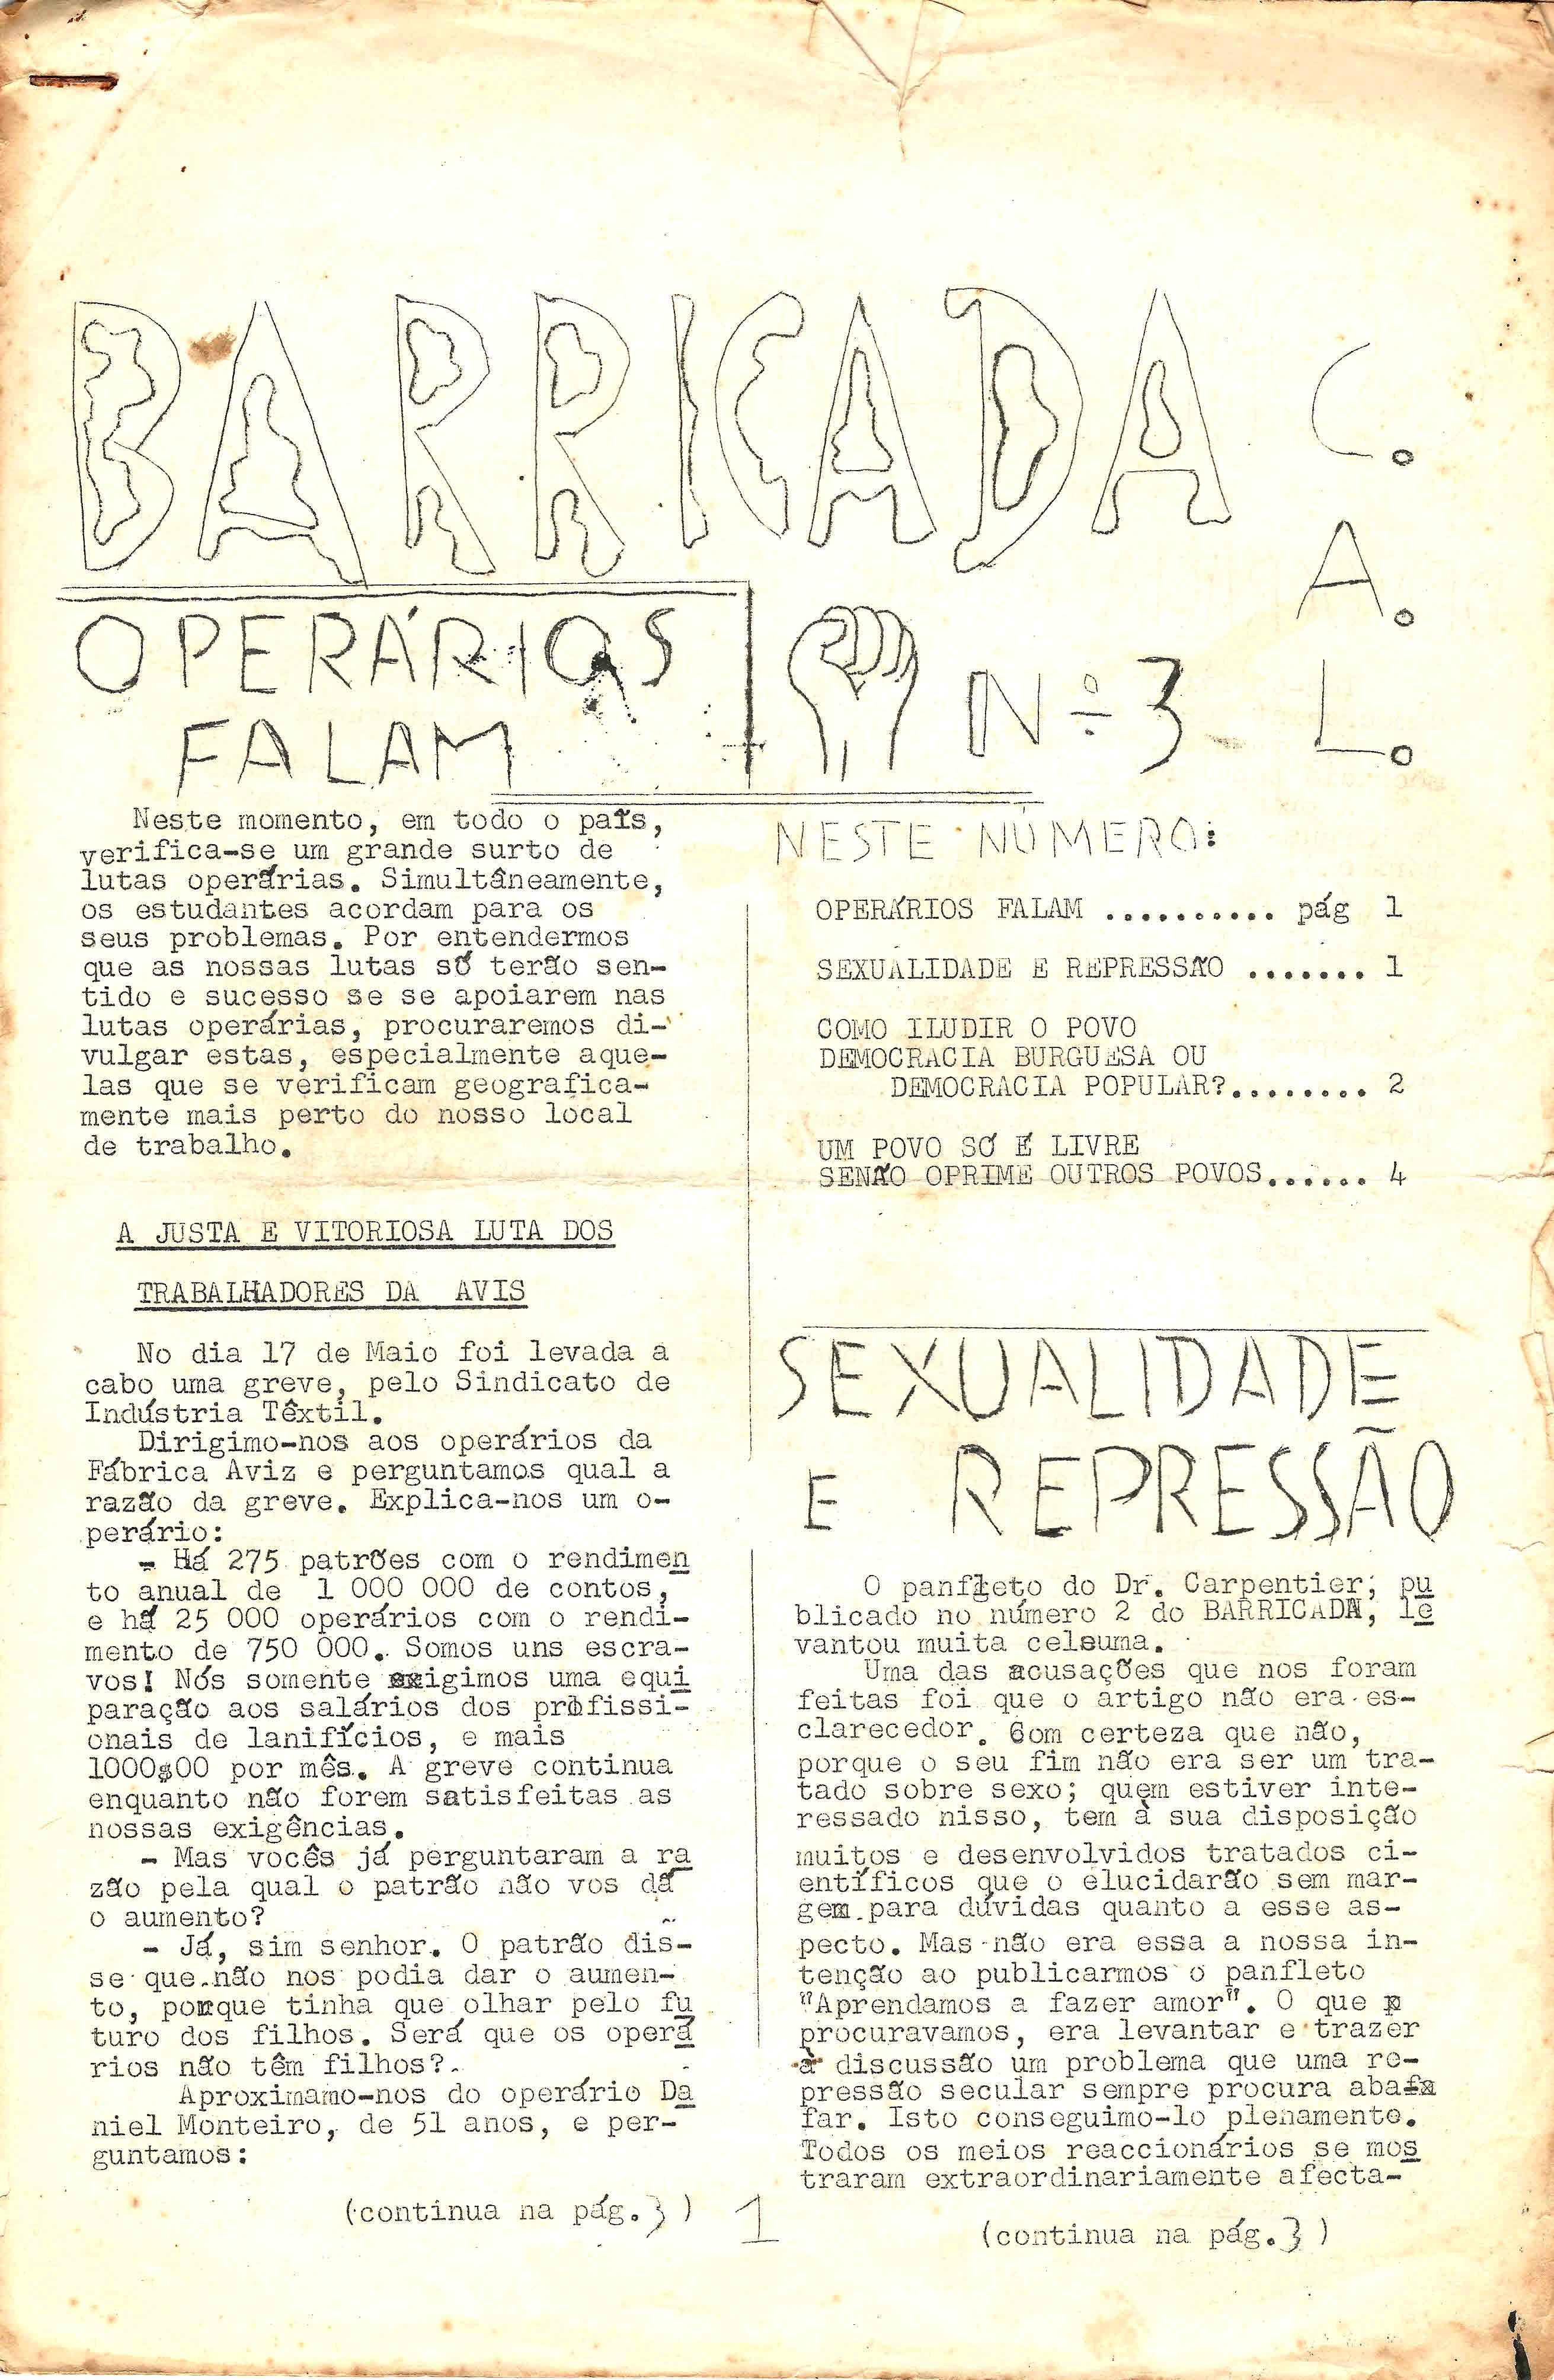 BARRICADA
C.
A.
L.
OPERÁRIOS
FALAM
Nº 3
Neste momento, em todo o país,
verifica-se um grande surto de
lutas operárias. Simultâneamente,
os estudantes acordam para os
seus problemas. Por entendermos
que as nossas lutas só terão sen-
tido e sucesso se se apoiarem nas
lutas operárias, procuraremos di-
vulgar estas, especialmente aque-
las que se verificam geografica-
mente mais perto do nosso local
de trabalho.
A JUSTA E VITORIOSA LUTA DOS
TRABALHADORES DA AVIS
No dia 17 de Maio foi levada a
cabo uma greve, pelo Sindicato de
Indústria Têxtil.
Dirigimo-nos aos operários da
Fábrica Aviz e perguntamos qual a
razão da greve. Explica-nos um o-
perário:
- Há 275 patrões com o rendimen
to anual de 1 000 000 de contos,
e há 25 000 operários com o rendi-
mento de 750 000. Somos uns escra-
vos! Nós somente exigimos uma equi
paração aos salários dos profissi-
onais de lanifícios, e mais
1000$00 por mês. A greve continua
enquanto não forem satisfeitas as
nossas exigências.
- Mas vocês já perguntaram a ra
zão pela qual o patrão não vos dá
o aumento?
- Já, sim senhor. O patrão dis-
se que não nos podia dar o aumen-
to, porque tinha que olhar pelo fu
turo dos filhos. Será que os operá
rios não têm filhos?
Aproximamo-nos do operário Da
niel Monteiro, de 51 anos, e per-
guntamos:
(continua na pág. 3)
NESTE NÚMERO:
OPERÁRIOS FALAM ........... pág 1
SEXUALIDADE E REPRESSÃO ....... 1
COMO ILUDIR O POVO
DEMOCRACIA BURGUESA OU
DEMOCRACIA POPULAR?........ 2
UM POVO SÓ É LIVRE
SENÃO OPRIME OUTROS POVOS...... 4
SEXUALIDADE
E REPRESSÃO
O panfleto do Dr. Carpentier, pu
blicado no número 2 do BARRICADA, le
vantou muita celeuma.
Uma das acusações que nos foram
feitas foi que o artigo não era es-
clarecedor. Com certeza que não,
porque o seu fim não era ser um tra-
tado sobre sexo; quem estiver inte-
ressado nisso, tem à sua disposição
muitos e desenvolvidos tratados ci-
entíficos que o elucidarão sem mar-
gem para dúvidas quanto a esse as-
pecto. Mas não era essa a nossa in-
tenção ao publicarmos o panfleto
"Aprendamos a fazer amor". O que p
procuravamos, era levantar e trazer
à discussão um problema que uma re-
pressão secular sempre procura abafa
far. Isto conseguimo-lo plenamente.
Todos os meios reaccionários se mos
traram extraordinariamente afecta-
(continua na pág. 3)
1